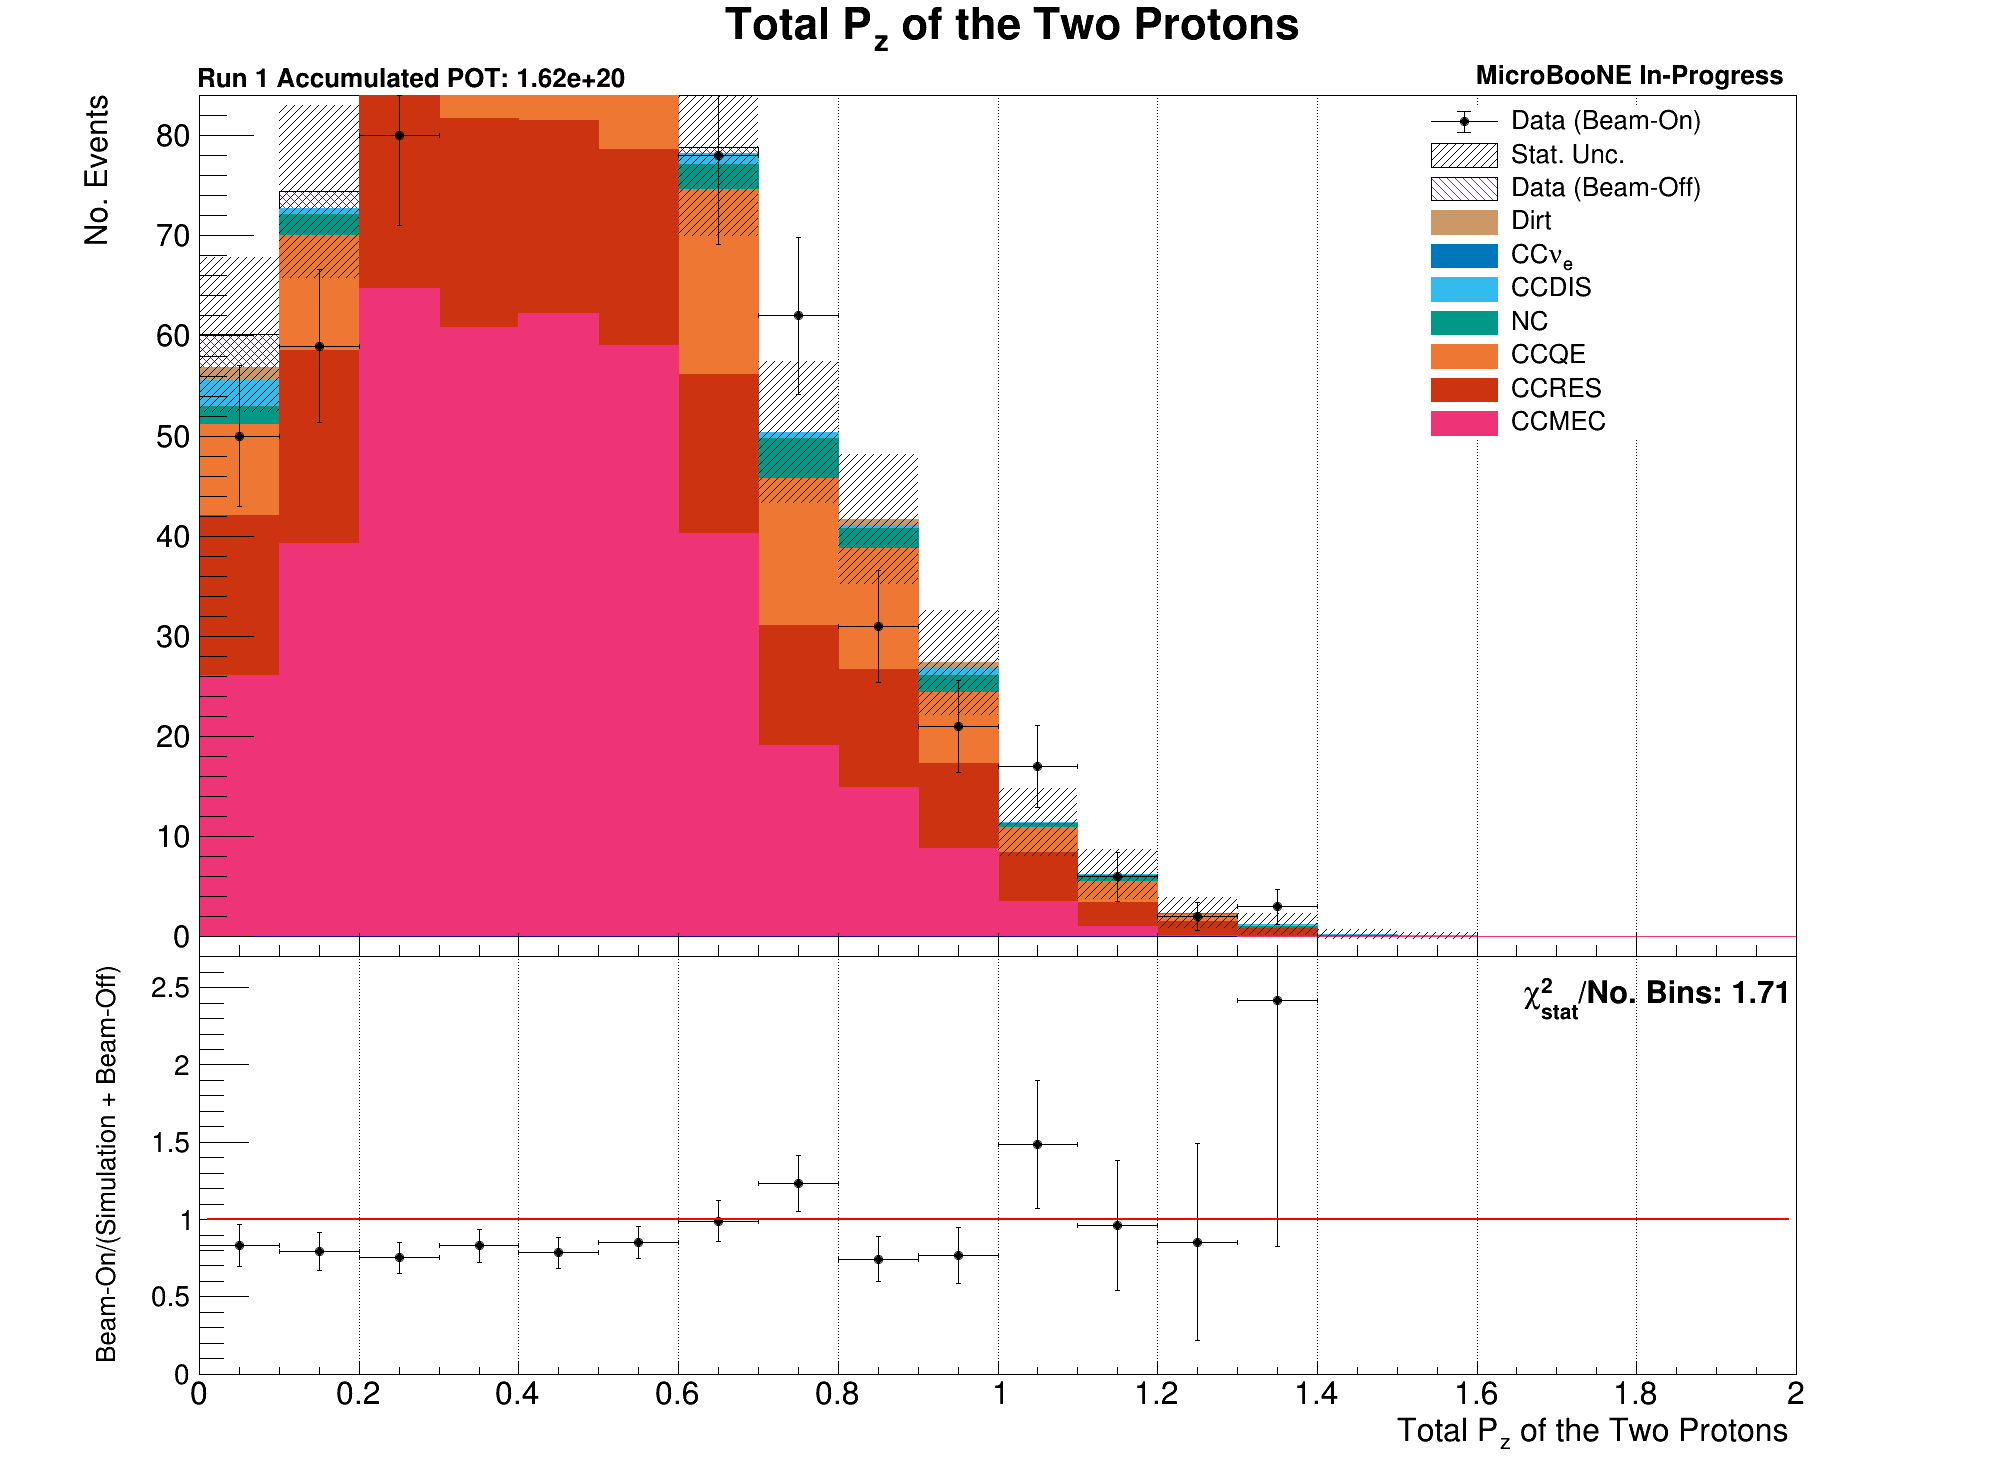 Total Pz of the Two Protons
Run 1 Accumulated POT: 1.62e+20
MicroBooNE In-Progress
No. Events
80
70
60
50
40
30
20
10
0
Data (Beam-On)
Stat. Unc.
Data (Beam-Off)
Dirt
CCνe
CCDIS
NC
CCQE
CCRES
CCMEC
Beam-On/(Simulation + Beam-Off)
2.5
2
1.5
1
0.5
0
χ²stat/No. Bins: 1.71
0 0.2 0.4 0.6 0.8 1 1.2 1.4 1.6 1.8 2
Total Pz of the Two Protons